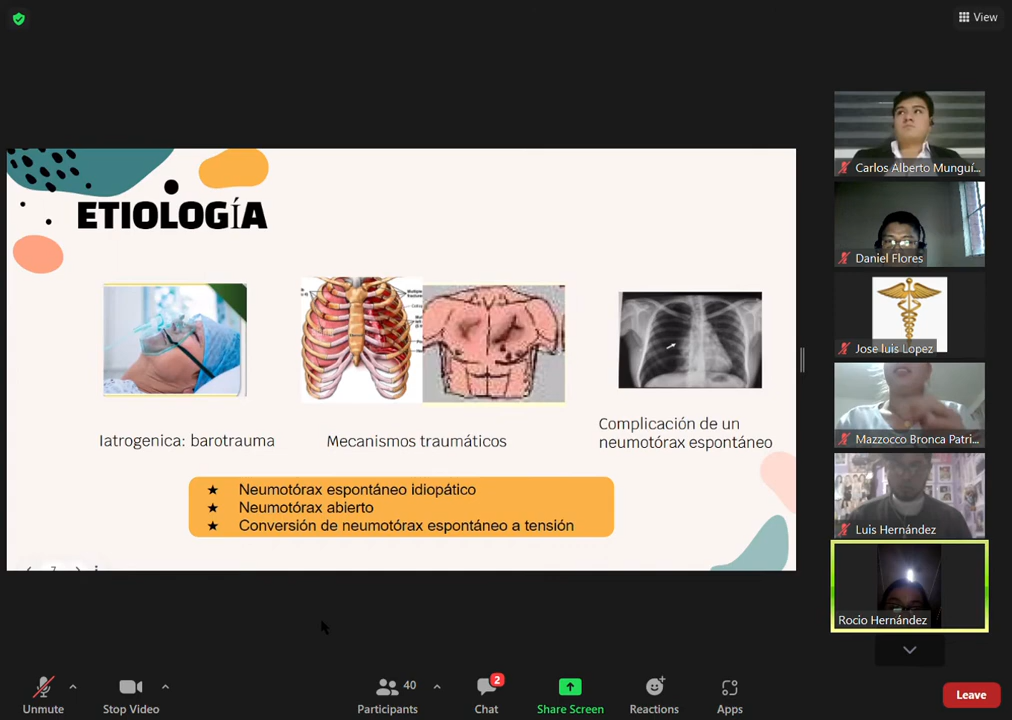 View
ETIOLOGÍA
Iatrogenica: barotrauma
Mecanismos traumáticos
Complicación de un
neumotórax espontáneo
★ Neumotórax espontáneo idiopático
★ Neumotórax abierto
★ Conversión de neumotórax espontáneo a tensión
7
Carlos Alberto Munguí...
Daniel Flores
Jose luis Lopez
Mazzocco Bronca Patri...
Luis Hernández
Rocio Hernández
Unmute
Stop Video
40
Participants
2
Chat
Share Screen
Reactions
Apps
Leave